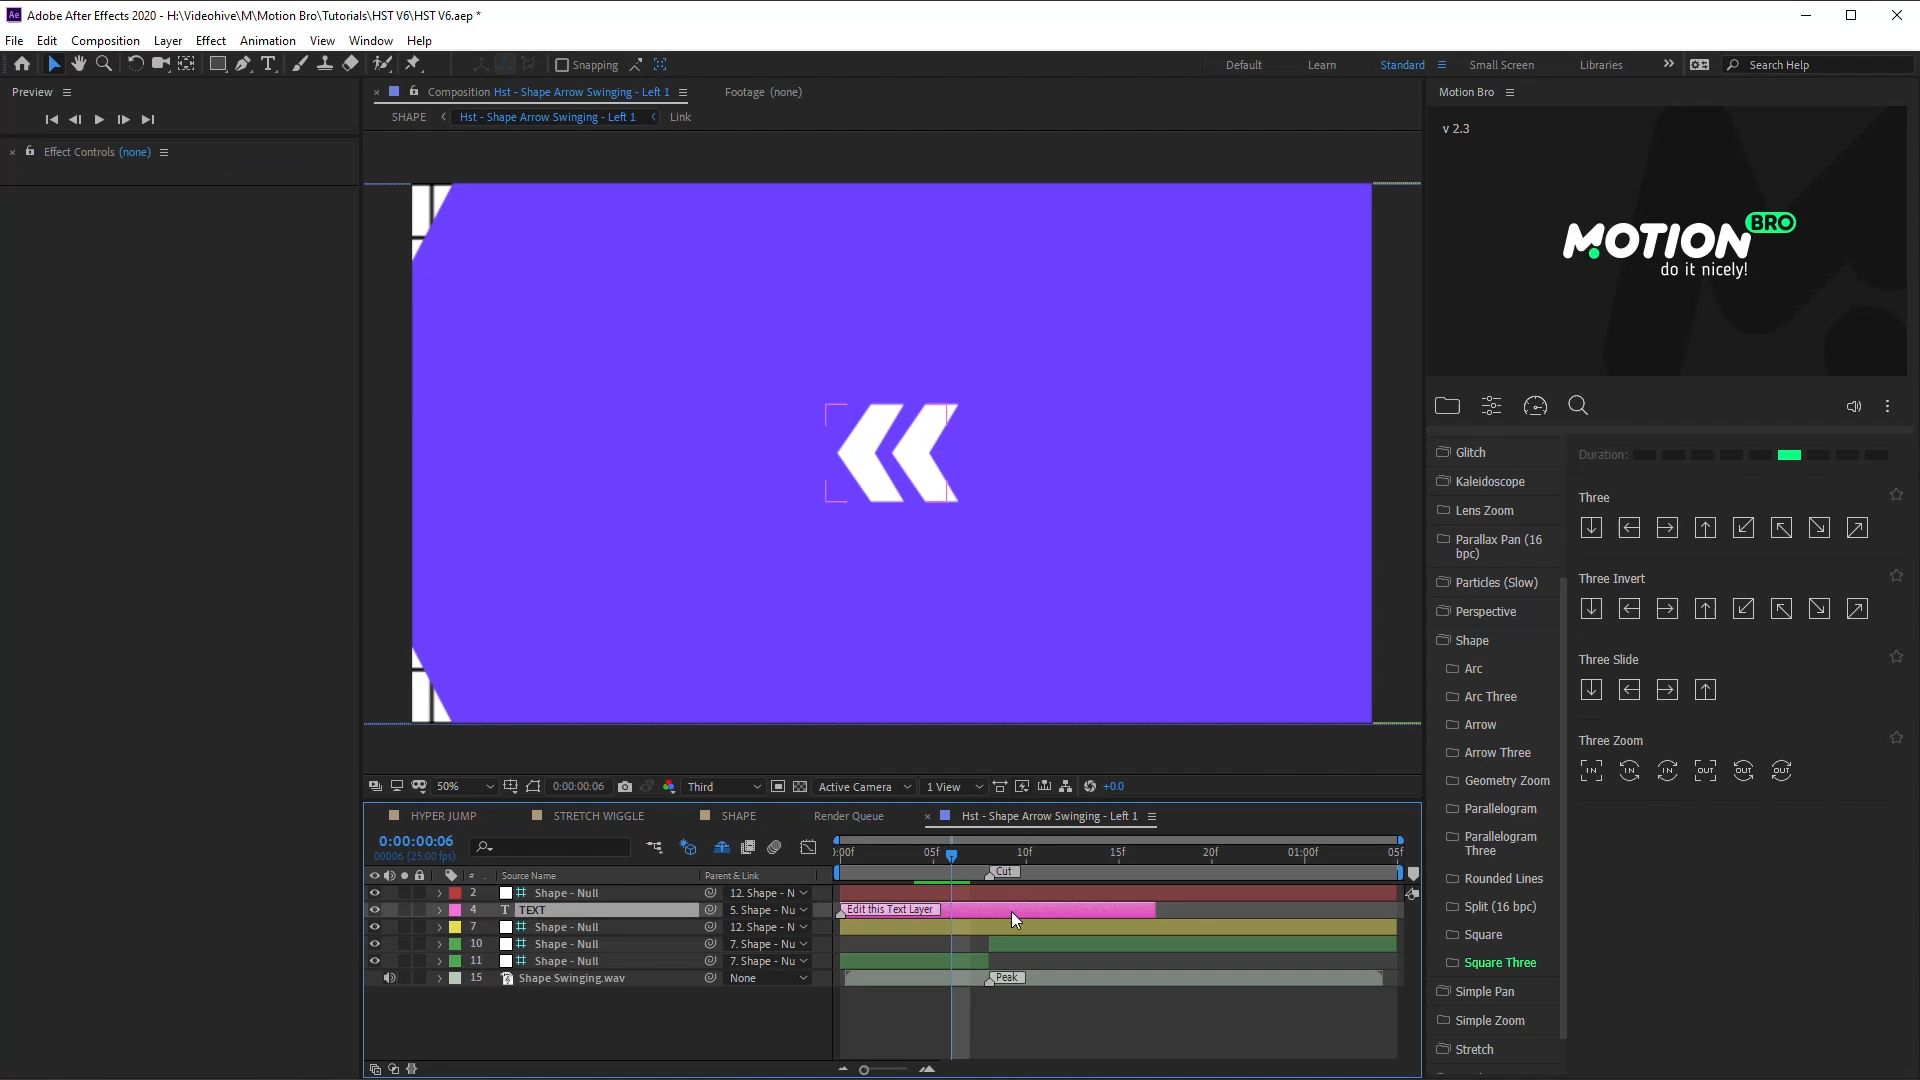 Adobe After Effects 2020 - H:\Videohive\M\Motion Bro\Tutorials\HST V6\HST V6.aep *
File Edit Composition Layer Effect Animation View Window Help
Snapping
Default Learn Standard Small Screen Libraries Search Help
Preview
Effect Controls (none)
Composition Hst - Shape Arrow Swinging - Left 1 Footage (none)
SHAPE Hst - Shape Arrow Swinging - Left 1 Link
Motion Bro
v 2.3
MOTION BRO
do it nicely!
Glitch
Kaleidoscope
Lens Zoom
Parallax Pan (16 bpc)
Particles (Slow)
Perspective
Shape
Arc
Arc Three
Arrow
Arrow Three
Geometry Zoom
Parallelogram
Parallelogram Three
Rounded Lines
Split (16 bpc)
Square
Square Three
Simple Pan
Simple Zoom
Stretch
Duration:
Three
Three Invert
Three Slide
Three Zoom
IN IN IN OUT OUT OUT
50% 0:00:00:06 Third Active Camera 1 View +0.0
HYPER JUMP STRETCH WIGGLE SHAPE Render Queue Hst - Shape Arrow Swinging - Left 1
0:00:00:06
00006 (25.00 fps)
):00f 05f 10f 15f 20f 01:00f 05f
Cut
# Source Name Parent & Link
2 Shape - Null 12. Shape - N
4 T TEXT 5. Shape - Nu Edit this Text Layer
7 Shape - Null 12. Shape - N
10 Shape - Null 7. Shape - Nu
11 Shape - Null 7. Shape - Nu
15 Shape Swinging.wav None Peak